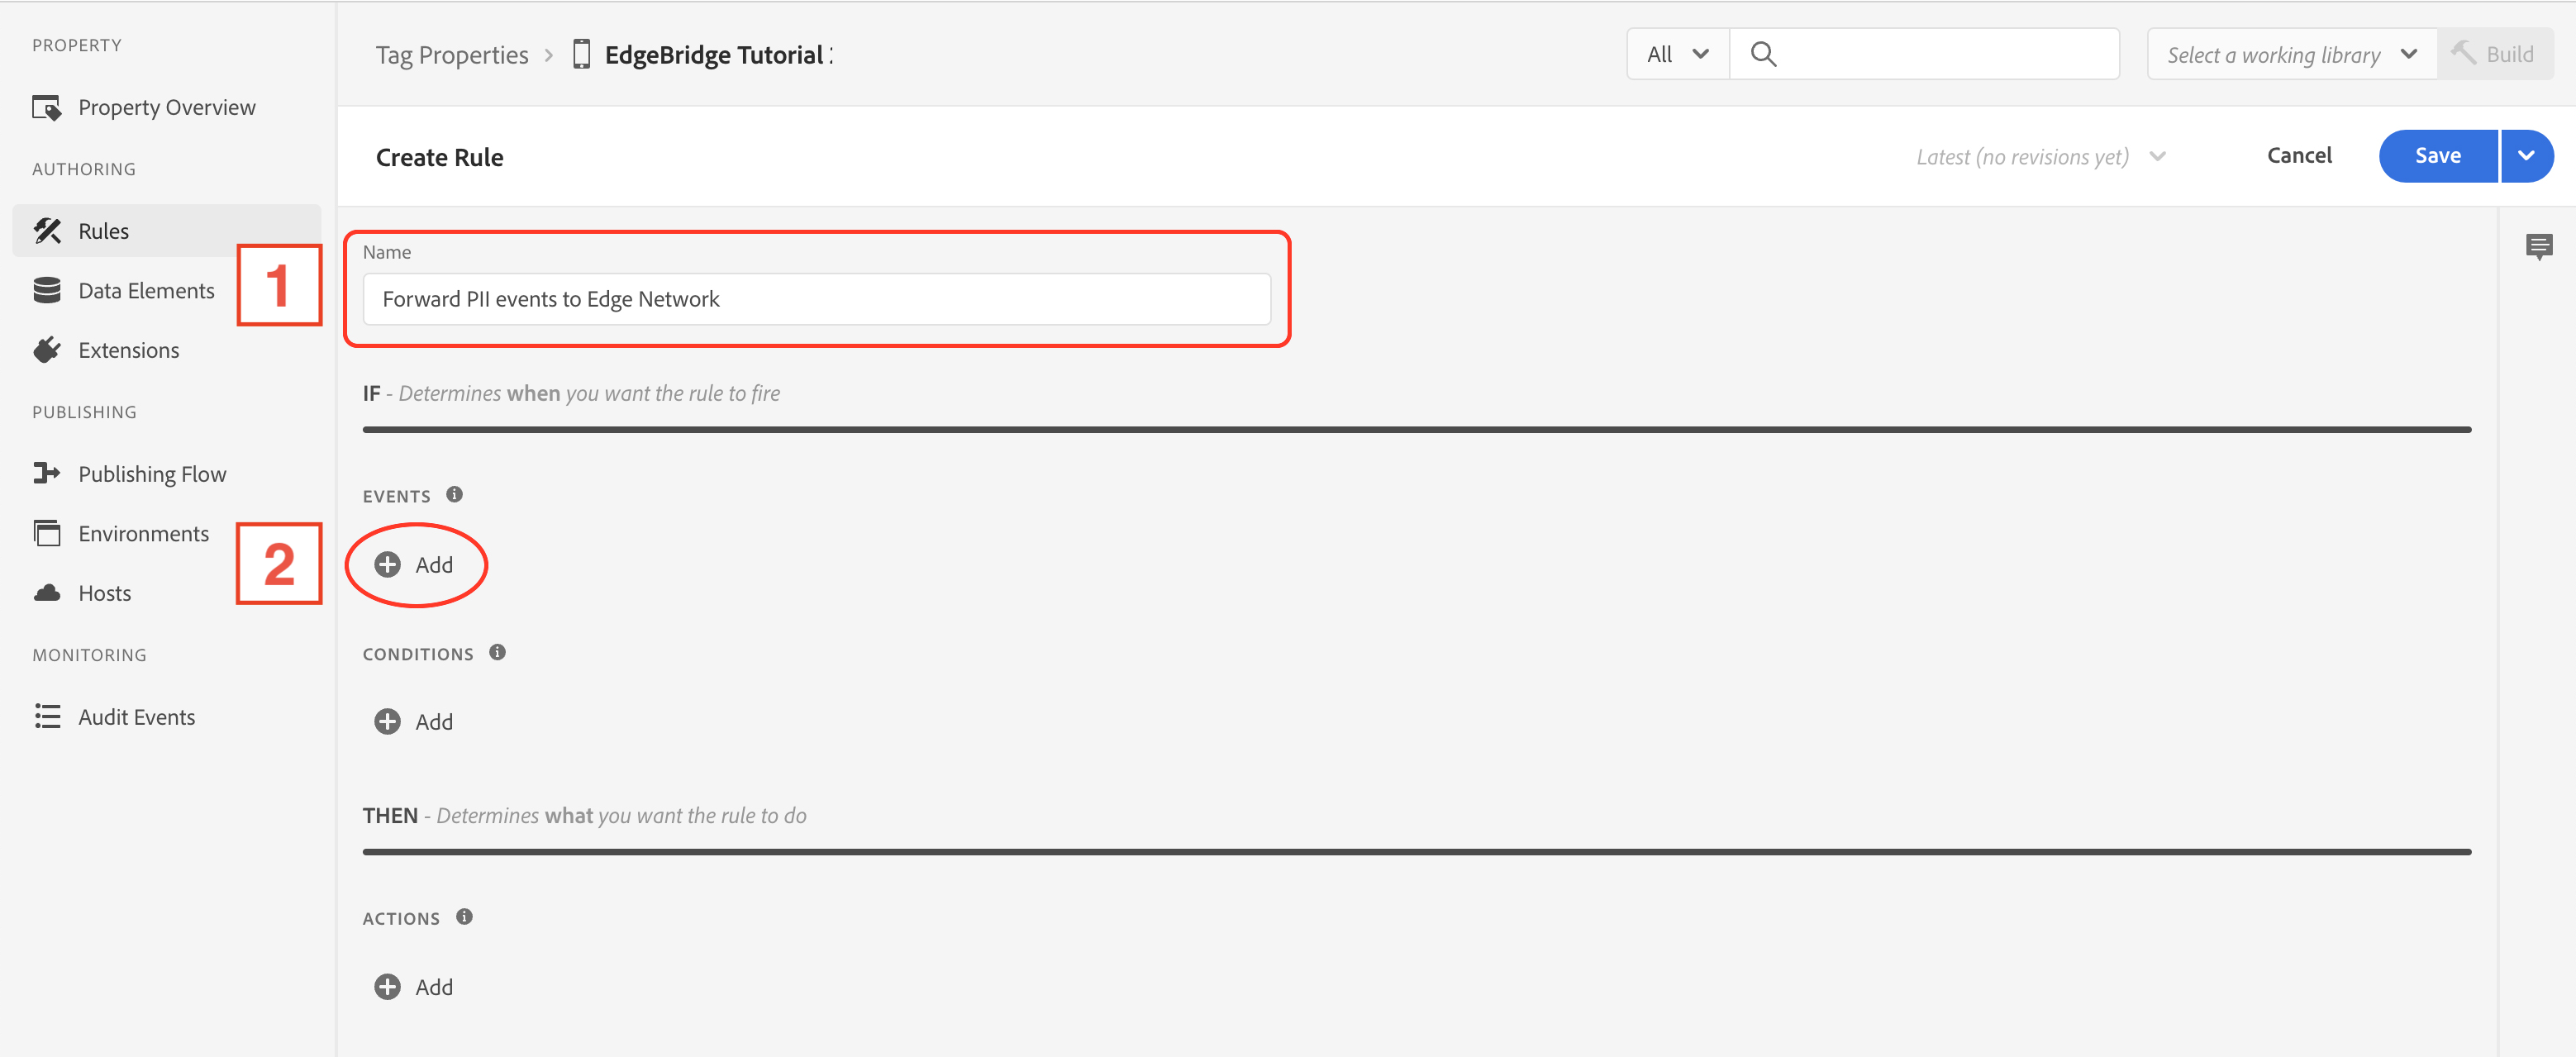 PROPERTY
Property Overview
AUTHORING
Rules
Data Elements
Extensions
PUBLISHING
Publishing Flow
Environments
Hosts
MONITORING
Audit Events
1
2
Tag Properties > EdgeBridge Tutorial
All
Select a working library
Build
Create Rule
Latest (no revisions yet)
Cancel
Save
Name
Forward PII events to Edge Network
IF - Determines when you want the rule to fire
EVENTS
Add
CONDITIONS
Add
THEN - Determines what you want the rule to do
ACTIONS
Add